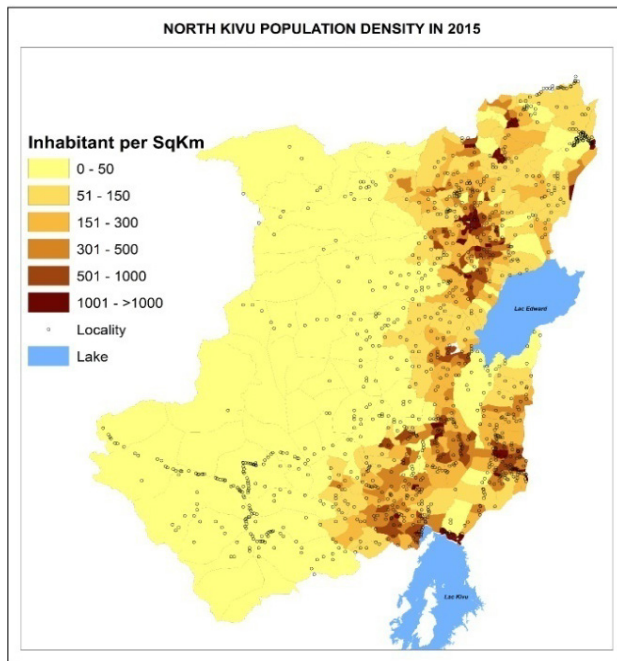 NORTH KIVU POPULATION DENSITY IN 2015
Inhabitant per SqKm
0 - 50
51 - 150
151 - 300
301 - 500
501 - 1000
1001 - >1000
Locality
Lake
Lac Edward
Lac Kivu